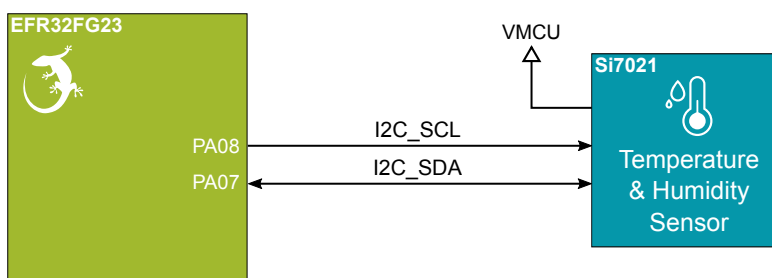 EFR32FG23
VMCU
Si7021
PA08
I2C_SCL
PA07
I2C_SDA
Temperature
& Humidity
Sensor